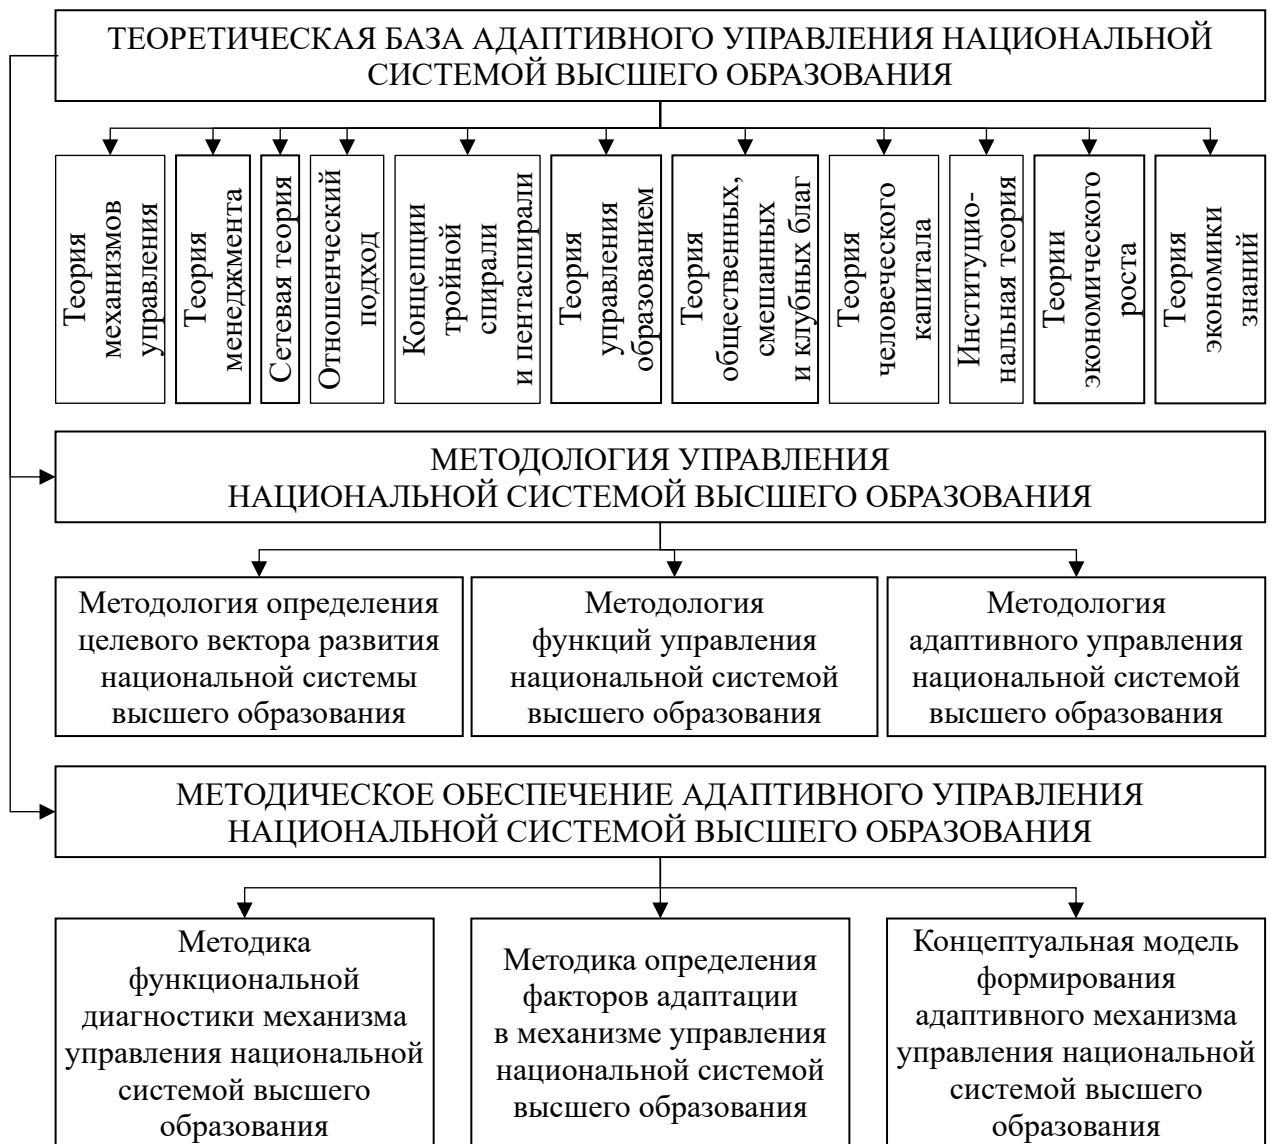 ТЕОРЕТИЧЕСКАЯ БАЗА АДАПТИВНОГО УПРАВЛЕНИЯ НАЦИОНАЛЬНОЙ
СИСТЕМОЙ ВЫСШЕГО ОБРАЗОВАНИЯ
Теория
механизмов
управления
Теория
менеджмента
Сетевая теория
Отношенческий
подход
Концепции
тройной
спирали
и пентаспирали
Теория
управления
образованием
Теория
общественных,
смешанных
и клубных благ
Теория
человеческого
капитала
Институцио-
нальная теория
Теории
экономического
роста
Теория
экономики
знаний
МЕТОДОЛОГИЯ УПРАВЛЕНИЯ
НАЦИОНАЛЬНОЙ СИСТЕМОЙ ВЫСШЕГО ОБРАЗОВАНИЯ
Методология определения
целевого вектора развития
национальной системы
высшего образования
Методология
функций управления
национальной системой
высшего образования
Методология
адаптивного управления
национальной системой
высшего образования
МЕТОДИЧЕСКОЕ ОБЕСПЕЧЕНИЕ АДАПТИВНОГО УПРАВЛЕНИЯ
НАЦИОНАЛЬНОЙ СИСТЕМОЙ ВЫСШЕГО ОБРАЗОВАНИЯ
Методика
функциональной
диагностики механизма
управления национальной
системой высшего
образования
Методика определения
факторов адаптации
в механизме управления
национальной системой
высшего образования
Концептуальная модель
формирования
адаптивного механизма
управления национальной
системой высшего
образования